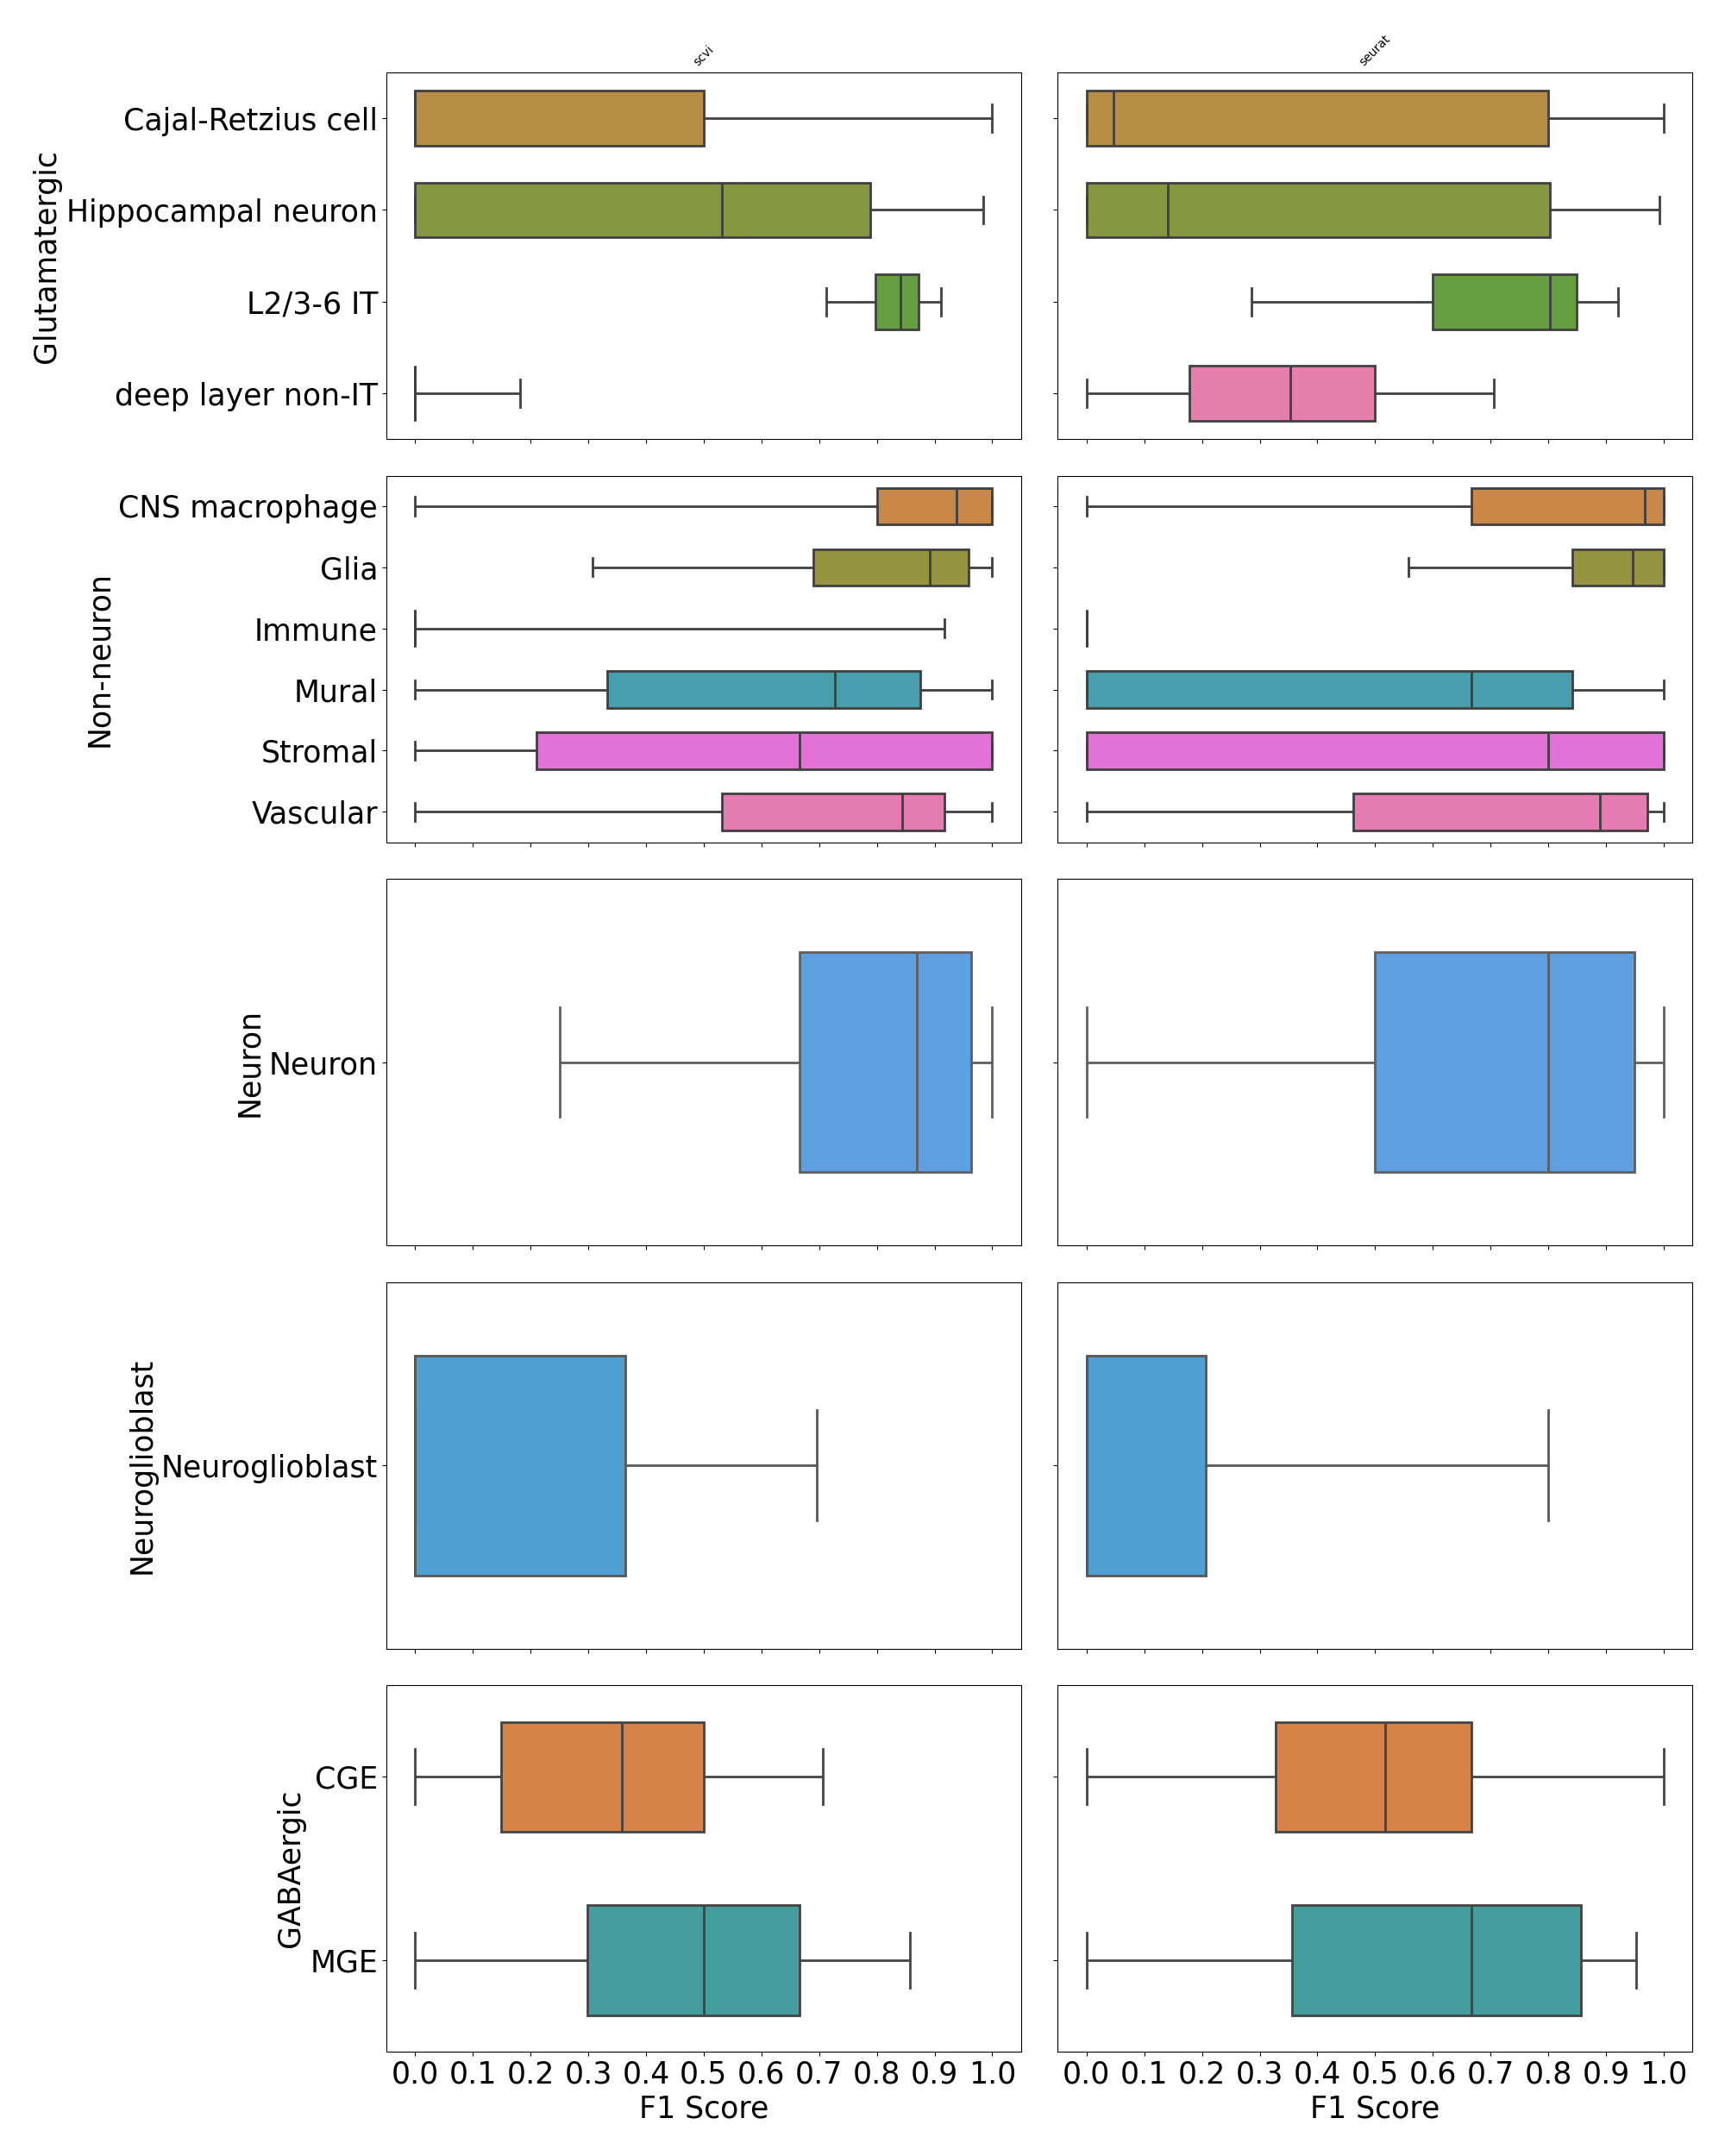 scvi
seurat
Glutamatergic
Cajal-Retzius cell
Hippocampal neuron
L2/3-6 IT
deep layer non-IT
Non-neuron
CNS macrophage
Glia
Immune
Mural
Stromal
Vascular
Neuron
Neuron
Neuroglioblast
Neuroglioblast
GABAergic
CGE
MGE
0.0 0.1 0.2 0.3 0.4 0.5 0.6 0.7 0.8 0.9 1.0
F1 Score
0.0 0.1 0.2 0.3 0.4 0.5 0.6 0.7 0.8 0.9 1.0
F1 Score